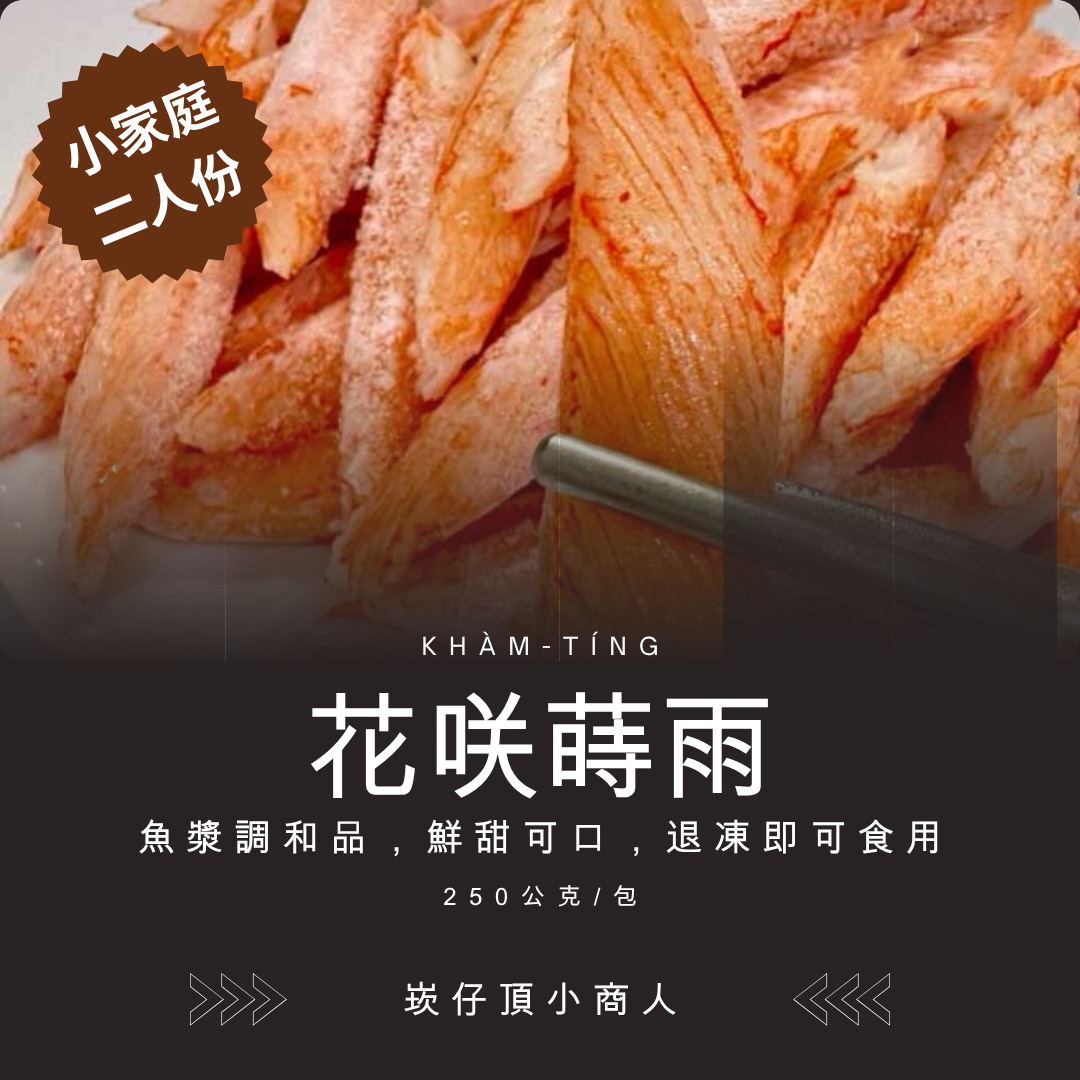 小家庭
二人份
KHÀM-TÍNG
花咲蒔雨
魚漿調和品,鮮甜可口,退凍即可食用
250公克/包
崁仔頂小商人